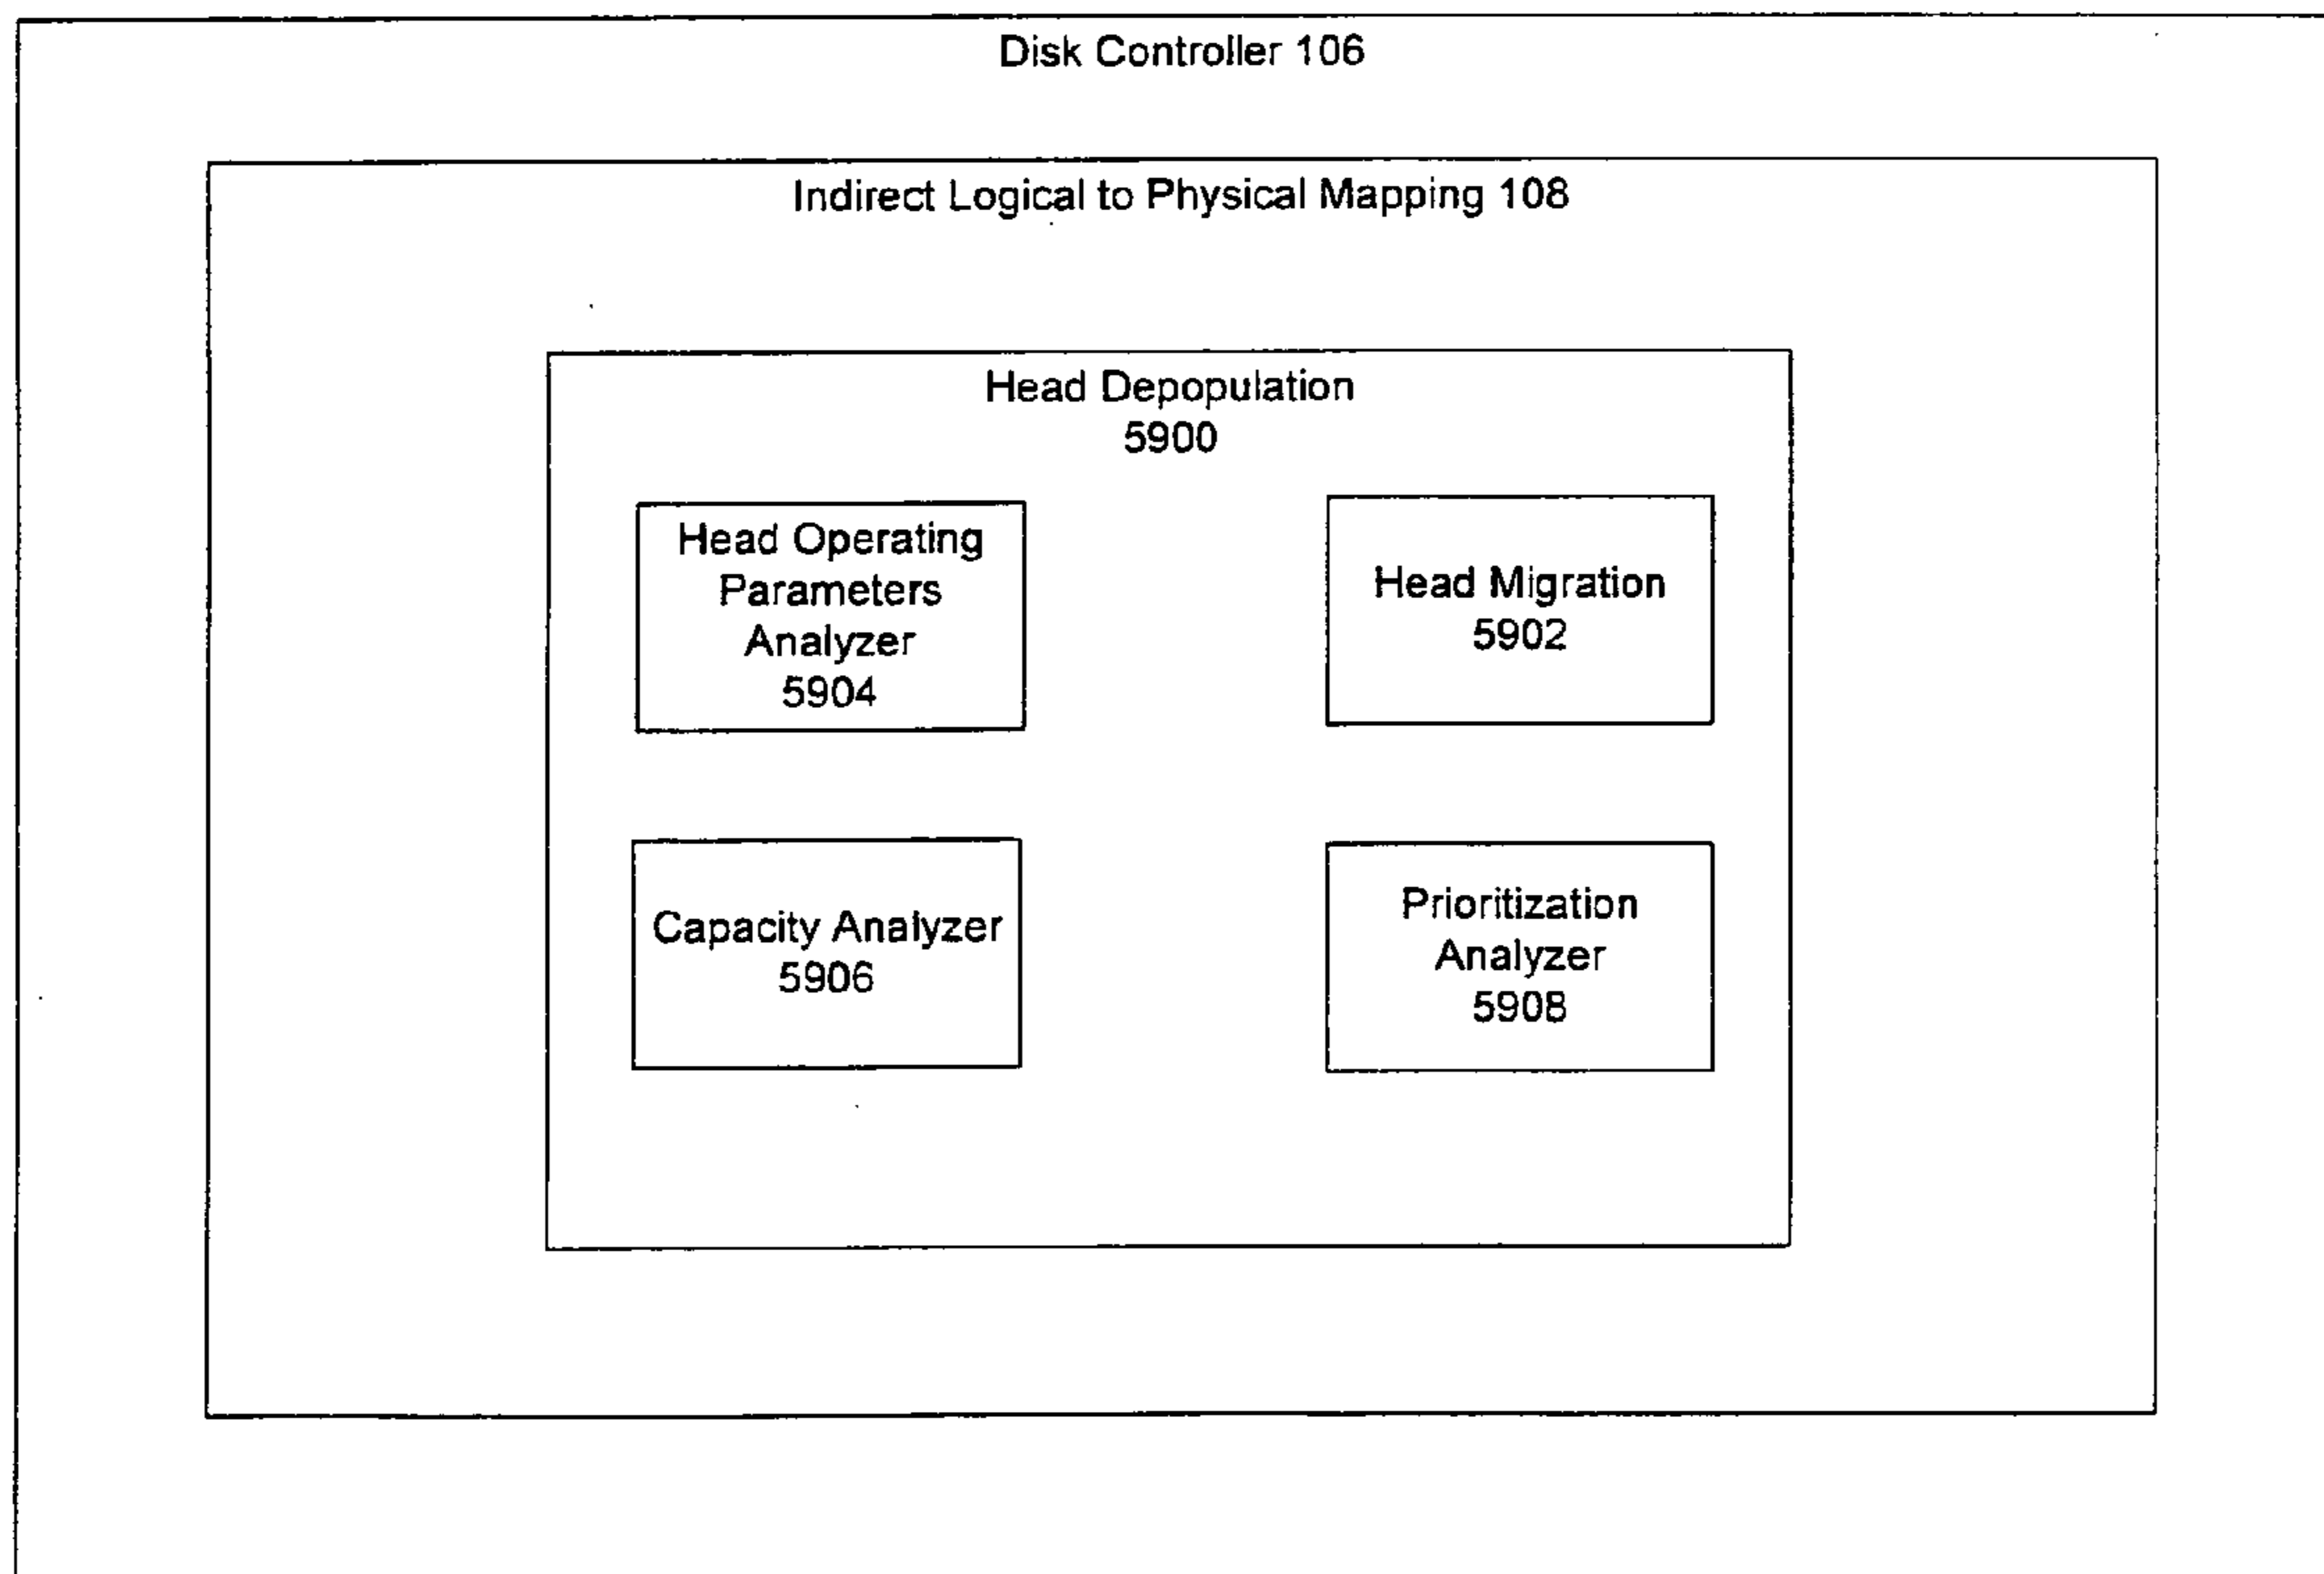 Disk Controller 106
Indirect Logical to Physical Mapping 108
Head Depopulation
5900
Head Operating
Parameters
Analyzer
5904
Head Migration
5902
Capacity Analyzer
5906
Prioritization
Analyzer
5908